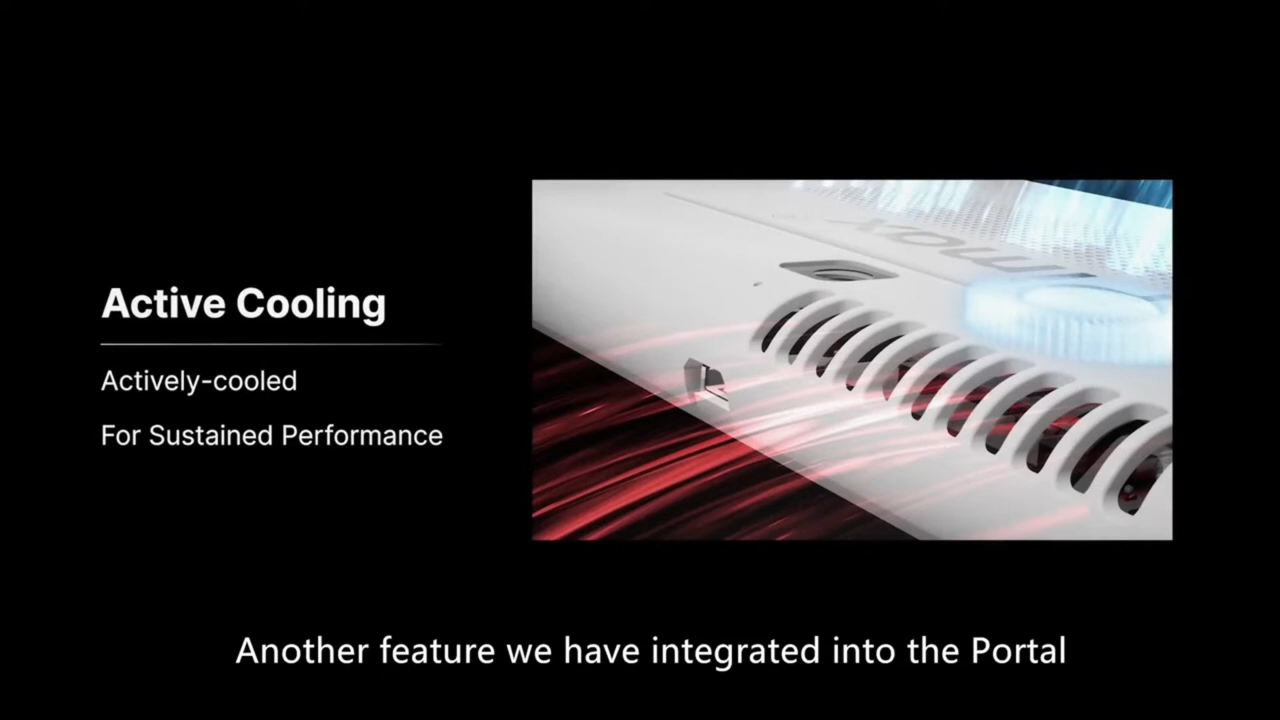 Active Cooling
Actively-cooled
For Sustained Performance
Another feature we have integrated into the Portal